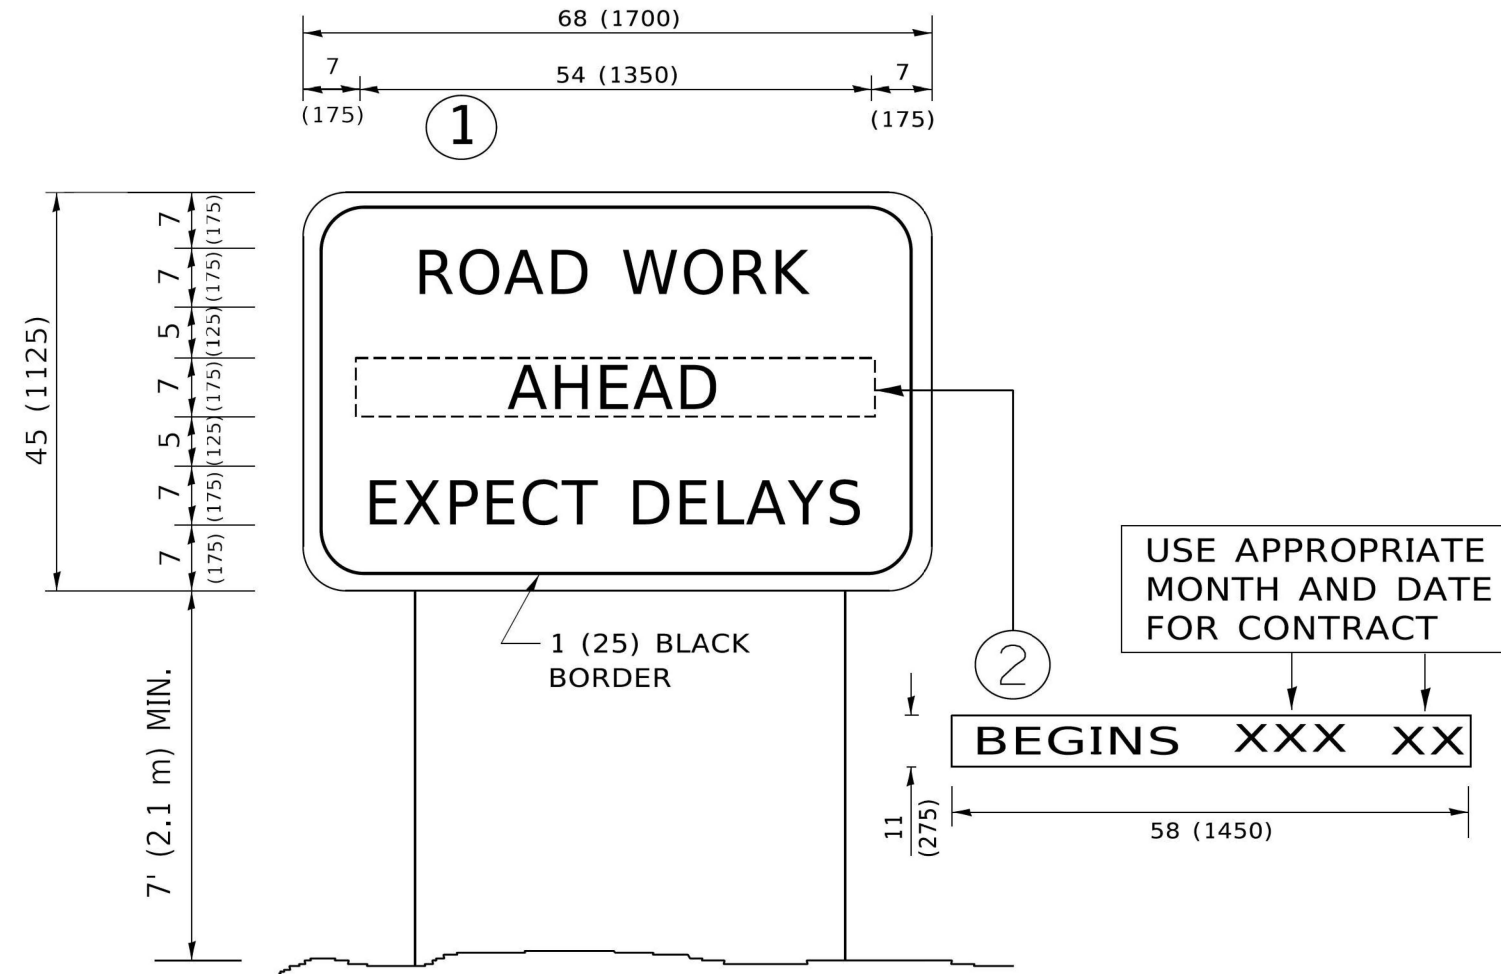 68 (1700)
7
54 (1350)
7
(175)
(175)
1
7
(175)
7
(175)
5
(125)
7
(175)
5
(125)
7
(175)
7
(175)
45 (1125)
ROAD WORK
AHEAD
EXPECT DELAYS
1 (25) BLACK
BORDER
7' (2.1 m) MIN.
USE APPROPRIATE
MONTH AND DATE
FOR CONTRACT
2
BEGINS XXX XX
11
(275)
58 (1450)